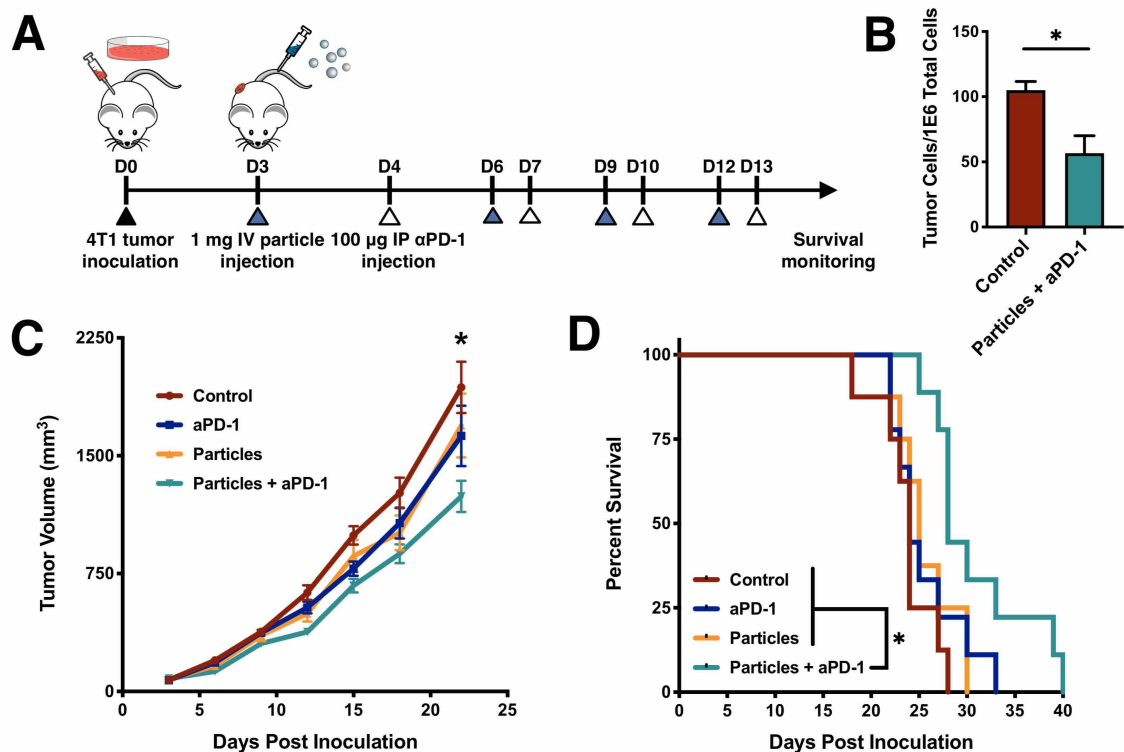 A
D0
D3
D4
D6
D7
D9
D10
D12
D13
4T1 tumor
inoculation
1 mg IV particle
injection
100 µg IP αPD-1
injection
Survival
monitoring
B
Tumor Cells/1E6 Total Cells
150
100
50
0
*
Control
Particles + aPD-1
C
Tumor Volume (mm³)
2250
1500
750
0
*
Control
aPD-1
Particles
Particles + aPD-1
0 5 10 15 20 25
Days Post Inoculation
D
Percent Survival
100
75
50
25
0
Control
aPD-1
Particles
Particles + aPD-1
*
0 5 10 15 20 25 30 35 40
Days Post Inoculation